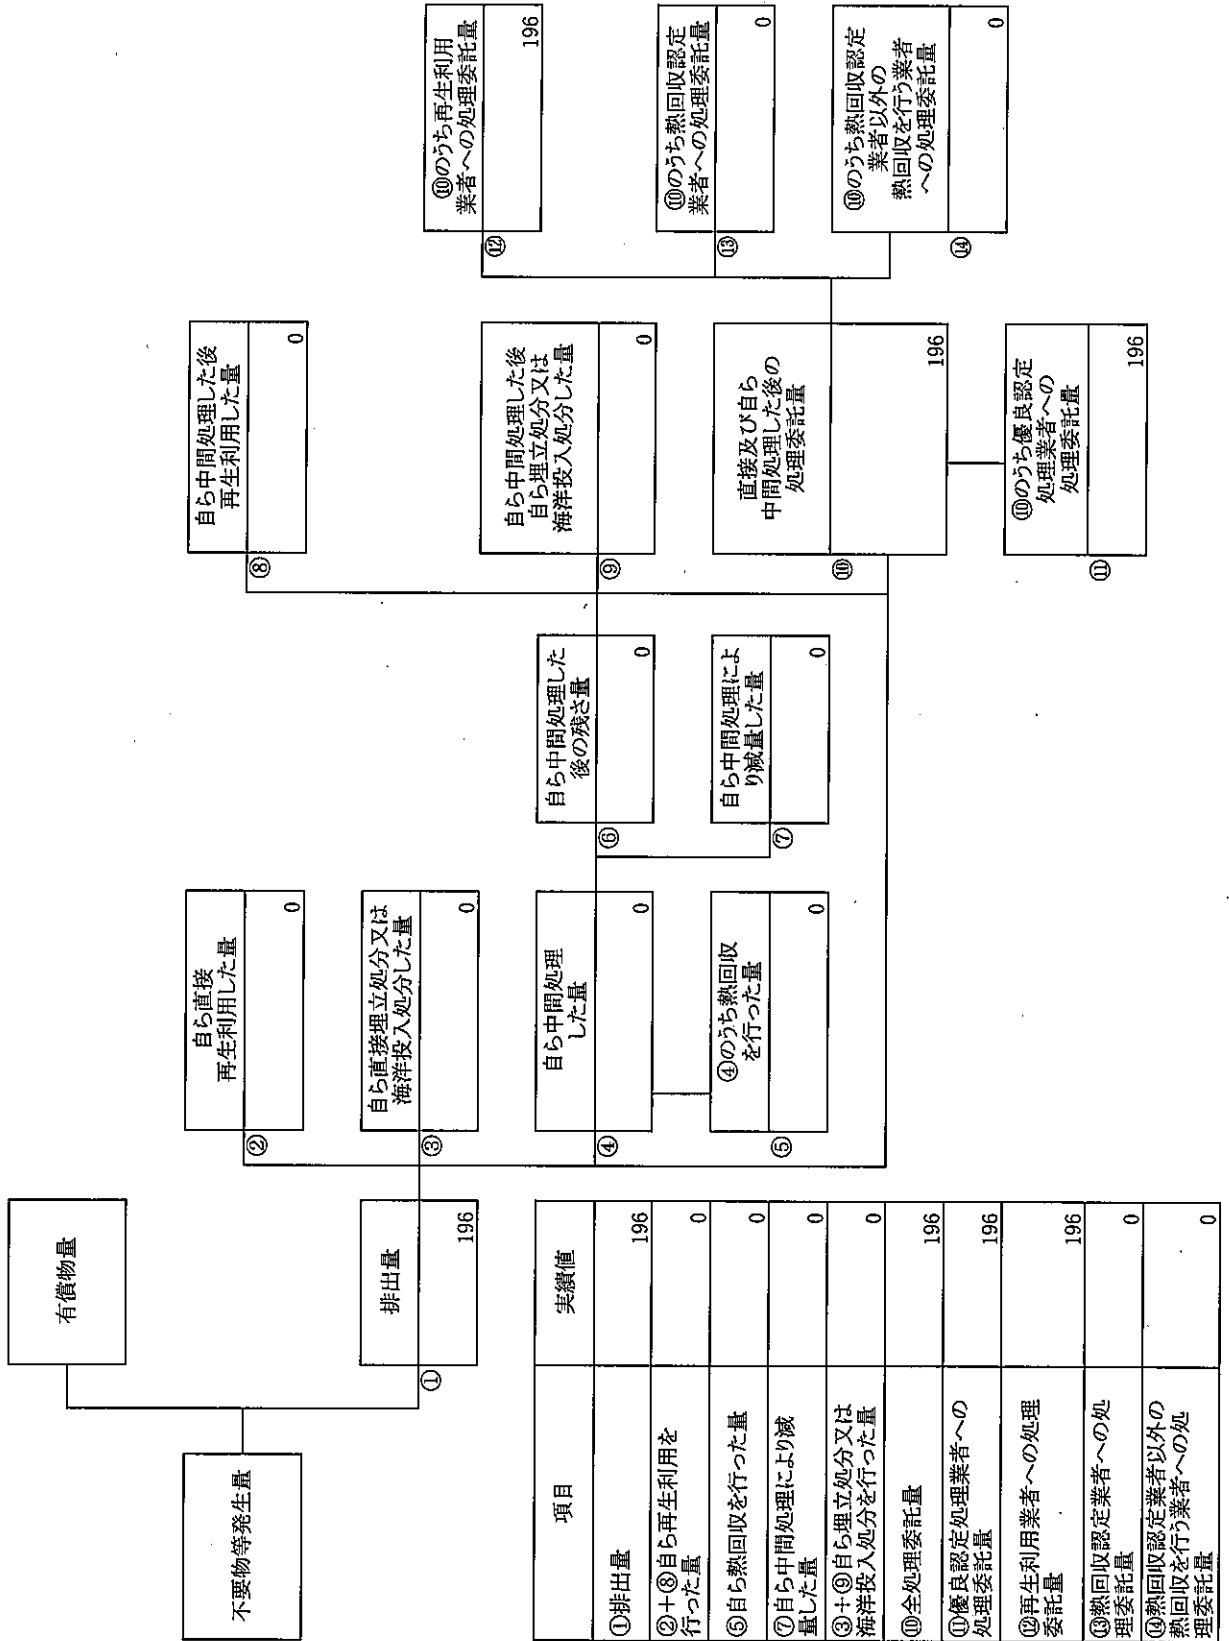 不要物等発生量
有償物量
排出量
①
196
自ら直接
再生利用した量
②
0
自ら直接埋立処分又は
海洋投入処分した量
③
0
自ら中間処理
した量
④
0
④のうち熱回収
を行った量
⑤
0
自ら中間処理した
後の残さ量
⑥
0
自ら中間処理によ
り減量した量
⑦
0
自ら中間処理した後
再生利用した量
⑧
0
自ら中間処理した後
自ら埋立処分又は
海洋投入処分した量
⑨
0
直接及び自ら
中間処理した後の
処理委託量
⑩
196
⑩のうち優良認定
処理業者への
処理委託量
⑪
196
⑩のうち再生利用
業者への処理委託量
⑫
196
⑩のうち熱回収認定
業者への処理委託量
⑬
0
⑩のうち熱回収認定
業者以外の
熱回収を行う業者
への処理委託量
⑭
0
項目
実績値
①排出量
196
②+⑧自ら再生利用を
行った量
0
⑤自ら熱回収を行った量
0
⑦自ら中間処理により減
量した量
0
③+⑨自ら埋立処分又は
海洋投入処分を行った量
0
⑩全処理委託量
196
⑪優良認定処理業者への
処理委託量
196
⑫再生利用業者への処理
委託量
196
⑬熱回収認定業者への処
理委託量
0
⑭熱回収認定業者以外の
熱回収を行う業者への処
理委託量
0